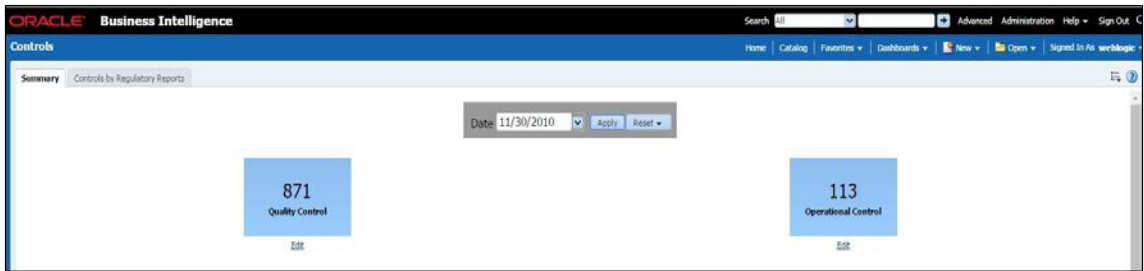 ORACLE Business Intelligence
Search All Advanced Administration Help Sign Out
Controls
Home Catalog Favorites Dashboards New Open Signed In As weblogic
Summary Controls by Regulatory Reports
Date 11/30/2010 Apply Reset
871
Quality Control
Edit
113
Operational Control
Edit